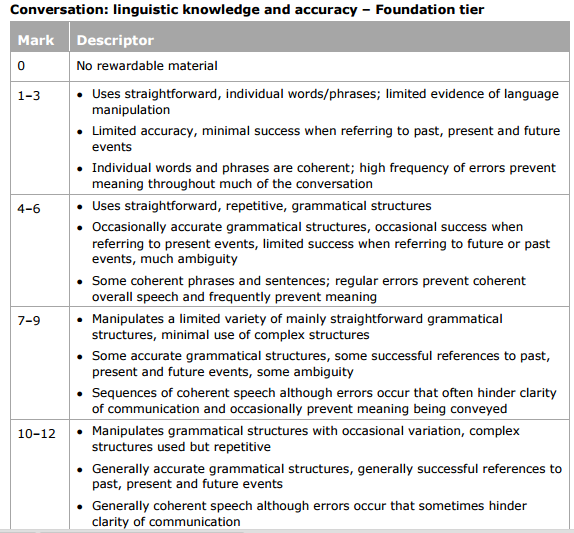 Conversation: linguistic knowledge and accuracy – Foundation tier
Mark Descriptor
0 No rewardable material
1–3 • Uses straightforward, individual words/phrases; limited evidence of language
manipulation
• Limited accuracy, minimal success when referring to past, present and future
events
• Individual words and phrases are coherent; high frequency of errors prevent
meaning throughout much of the conversation
4–6 • Uses straightforward, repetitive, grammatical structures
• Occasionally accurate grammatical structures, occasional success when
referring to present events, limited success when referring to future or past
events, much ambiguity
• Some coherent phrases and sentences; regular errors prevent coherent
overall speech and frequently prevent meaning
7–9 • Manipulates a limited variety of mainly straightforward grammatical
structures, minimal use of complex structures
• Some accurate grammatical structures, some successful references to past,
present and future events, some ambiguity
• Sequences of coherent speech although errors occur that often hinder clarity
of communication and occasionally prevent meaning being conveyed
10–12 • Manipulates grammatical structures with occasional variation, complex
structures used but repetitive
• Generally accurate grammatical structures, generally successful references to
past, present and future events
• Generally coherent speech although errors occur that sometimes hinder
clarity of communication